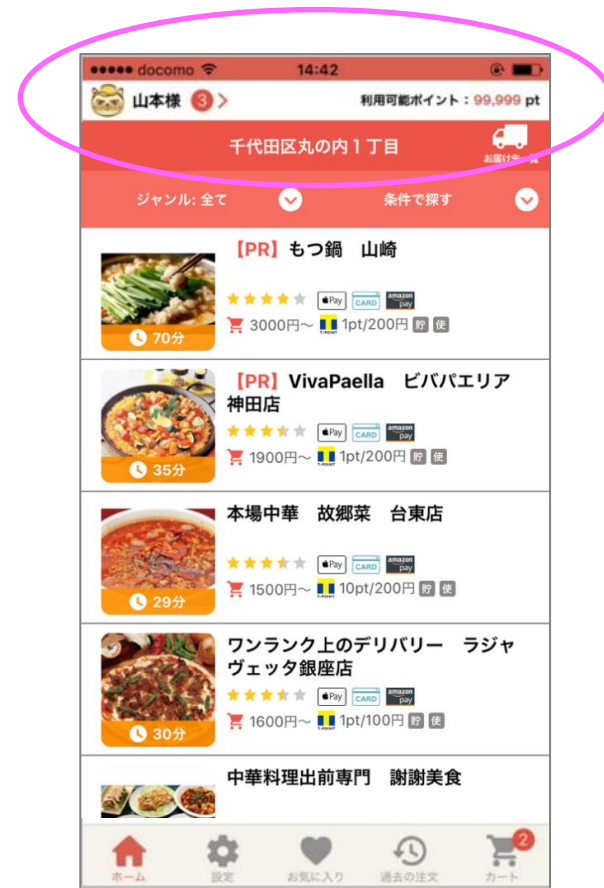 docomo 14:42
山本様 3 > 利用可能ポイント：99,999 pt
千代田区丸の内1丁目
お届け先一覧
ジャンル: 全て 条件で探す
【PR】もつ鍋 山崎
Pay CARD amazon pay
70分 3000円〜 T-POINT 1pt/200円 貯 使
【PR】VivaPaella ビバパエリア
神田店
Pay CARD amazon pay
35分 1900円〜 T-POINT 1pt/200円 貯 使
本場中華 故郷菜 台東店
Pay CARD amazon pay
29分 1500円〜 T-POINT 10pt/200円 貯 使
ワンランク上のデリバリー ラジャ
ヴェッタ銀座店
Pay CARD amazon pay
30分 1600円〜 T-POINT 1pt/100円 貯 使
中華料理出前専門 謝謝美食
2
ホーム 設定 お気に入り 過去の注文 カート